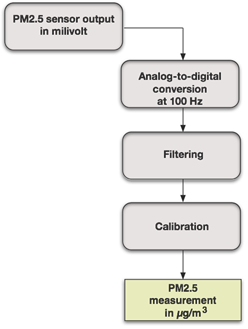 PM2.5 sensor output
in milivolt
Analog-to-digital
conversion
at 100 Hz
Filtering
Calibration
PM2.5
measurement
in µg/m³